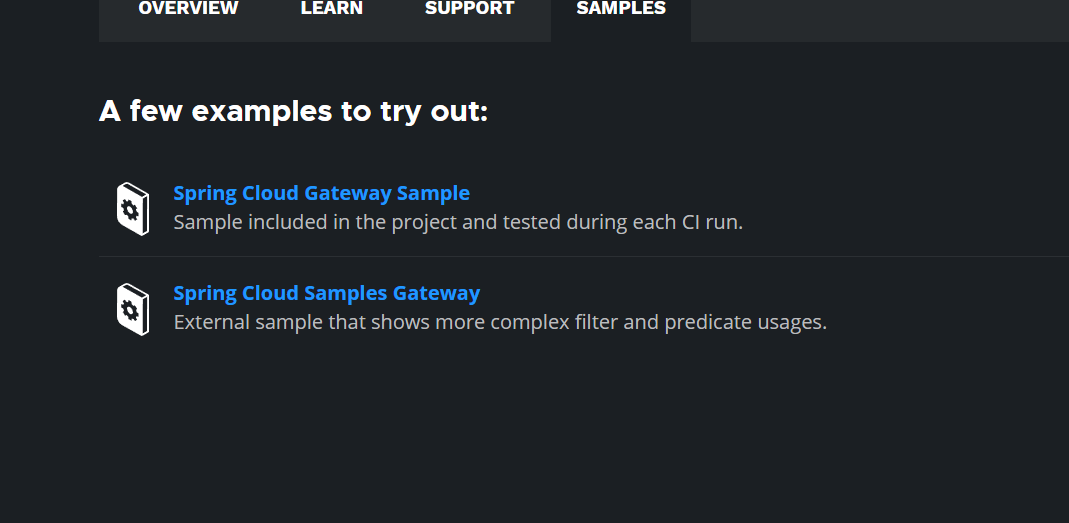 OVERVIEW LEARN SUPPORT SAMPLES
A few examples to try out:
Spring Cloud Gateway Sample
Sample included in the project and tested during each CI run.
Spring Cloud Samples Gateway
External sample that shows more complex filter and predicate usages.